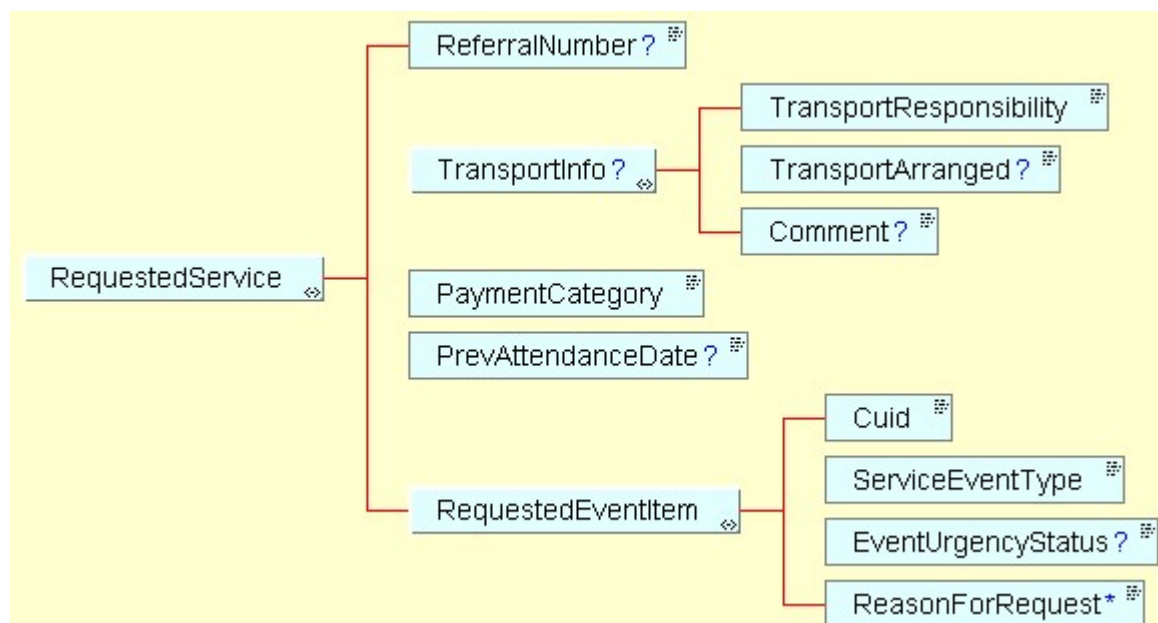 ReferralNumber?
TransportResponsibility
TransportInfo?
TransportArranged?
Comment?
RequestedService
PaymentCategory
PrevAttendanceDate?
Cuid
ServiceEventType
RequestedEventItem
EventUrgencyStatus?
ReasonForRequest*